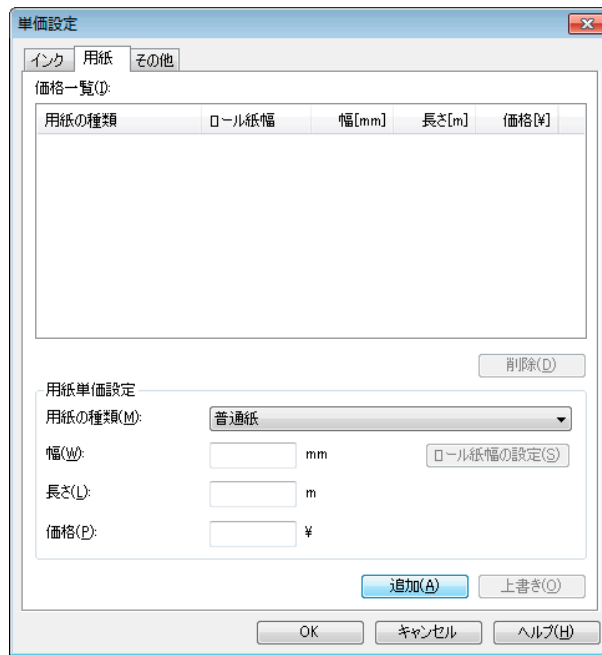 単価設定
インク 用紙 その他
価格一覧(I):
用紙の種類 ロール紙幅 幅[mm] 長さ[m] 価格[¥]
削除(D)
用紙単価設定
用紙の種類(M): 普通紙
幅(W): mm ロール紙幅の設定(S)
長さ(L): m
価格(P): ¥
追加(A) 上書き(O)
OK キャンセル ヘルプ(H)